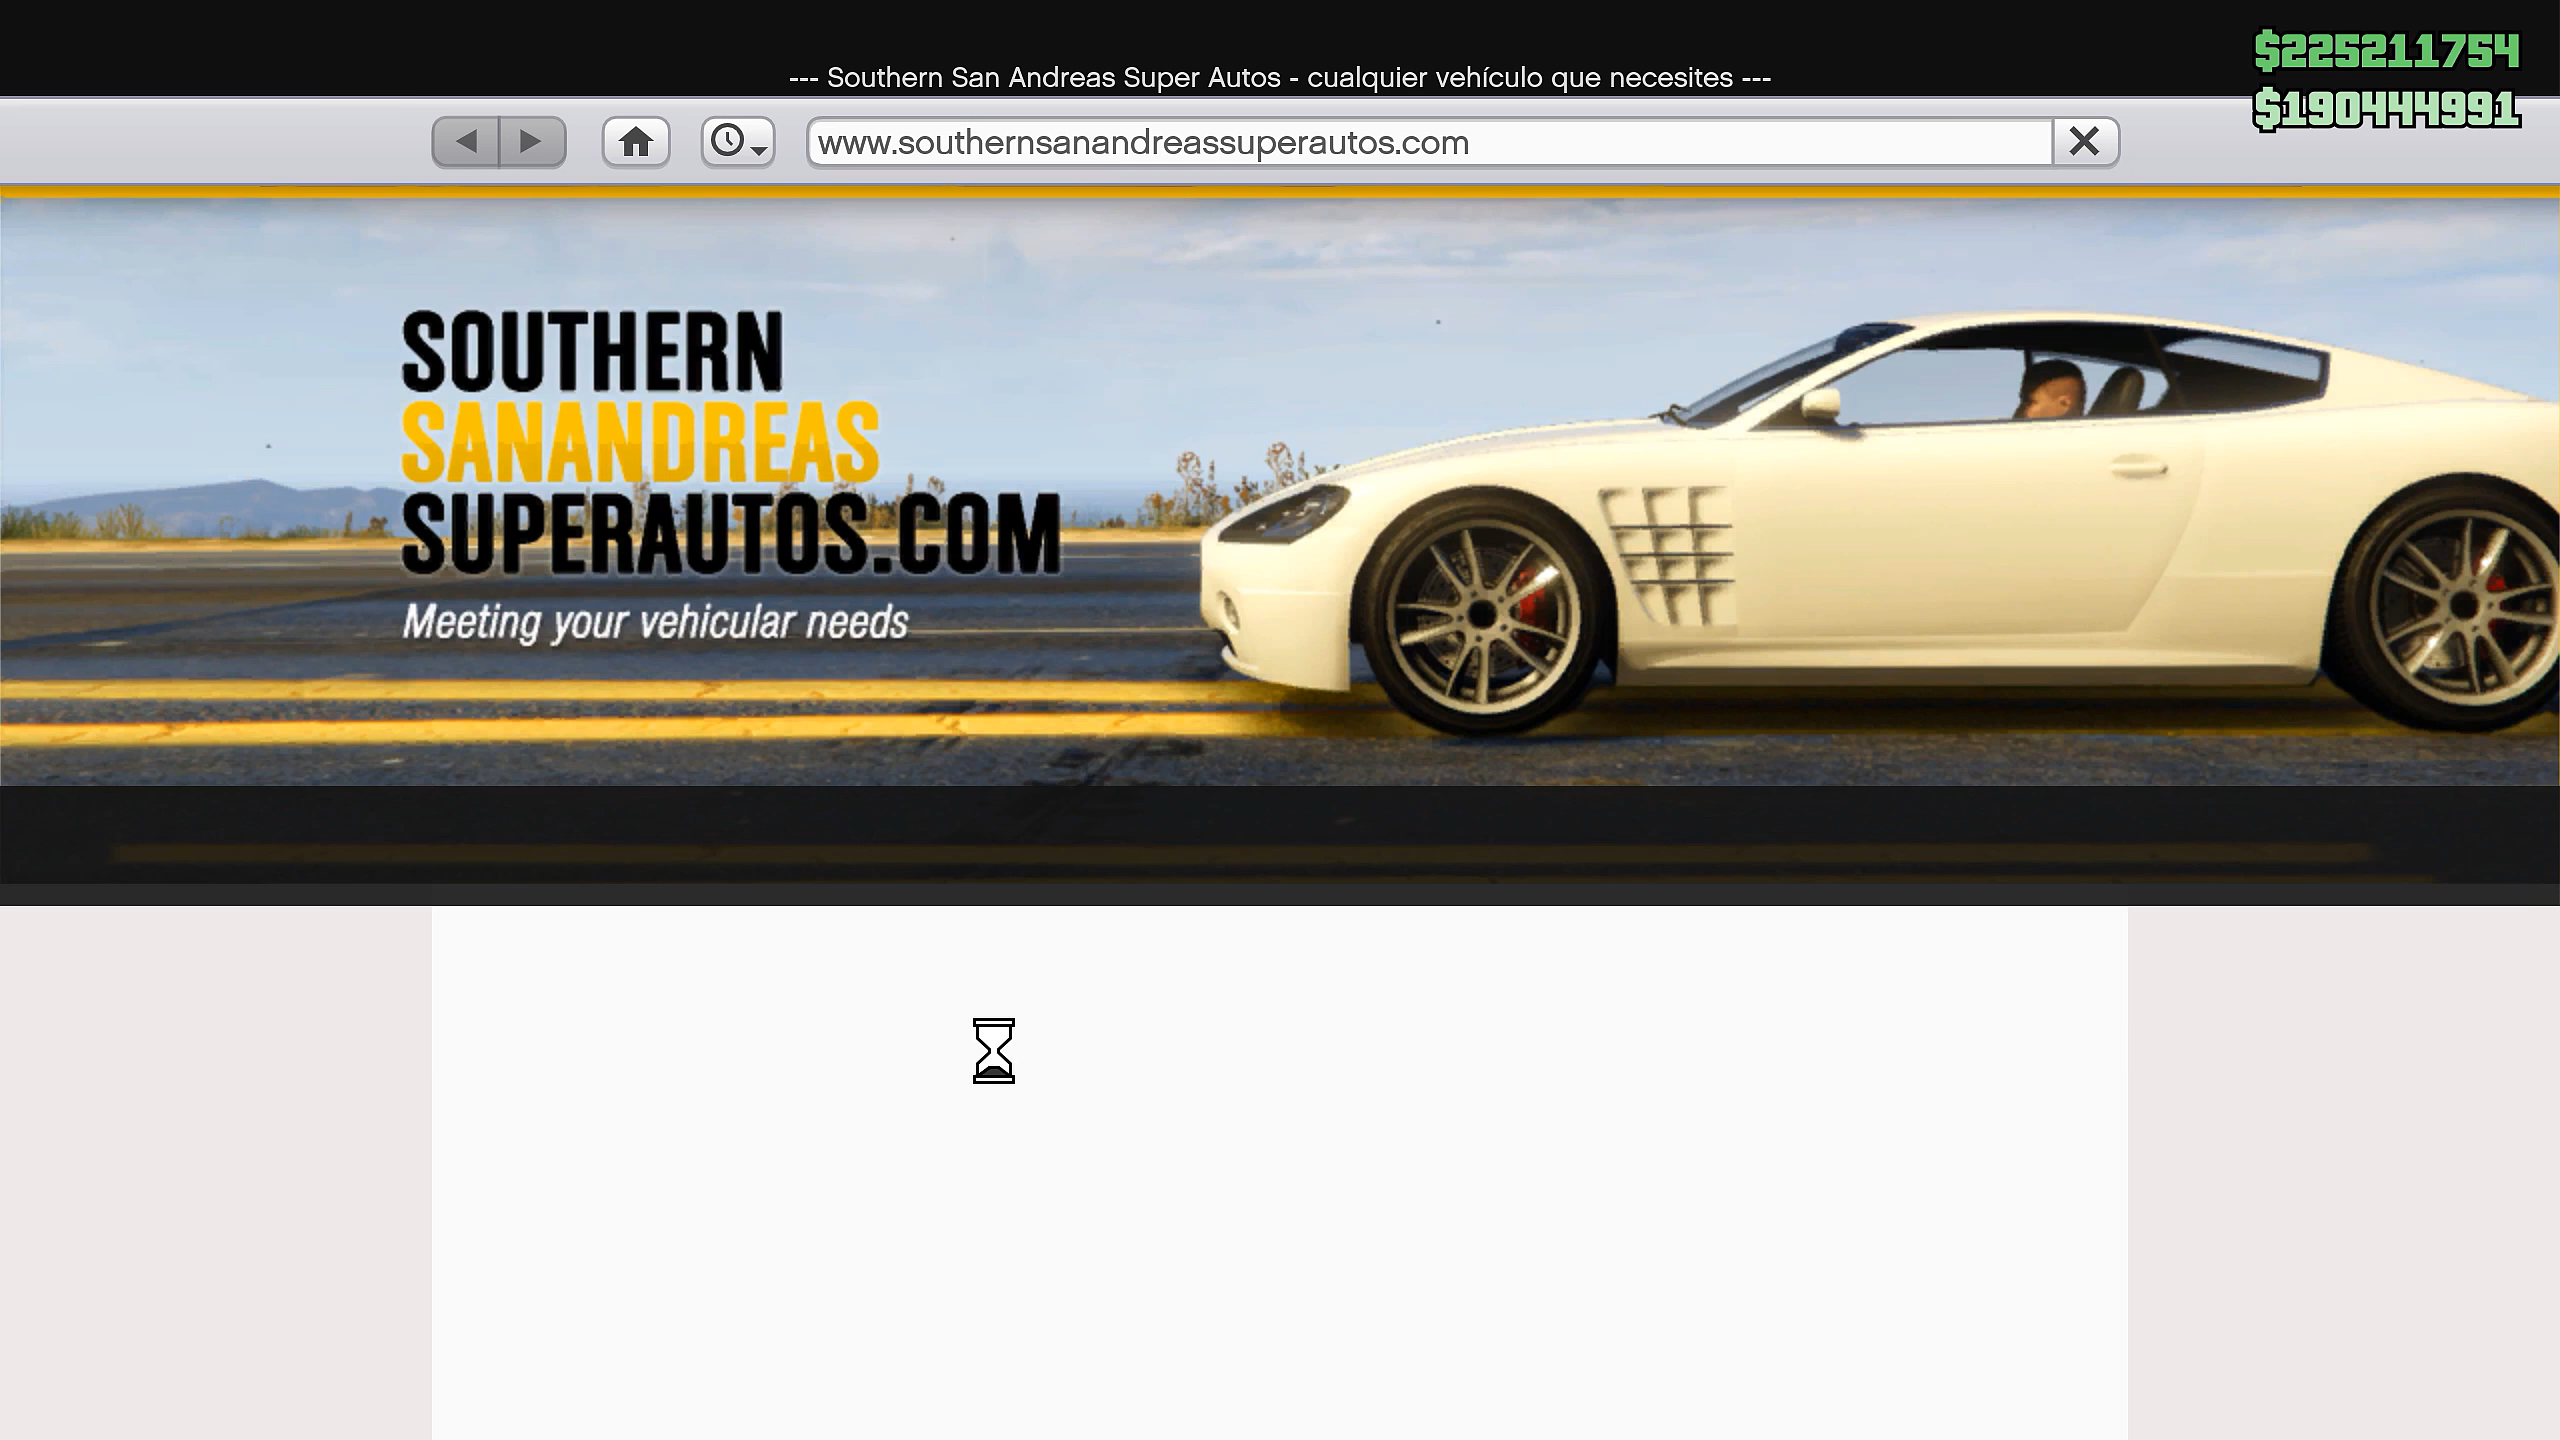 $225211754
--- Southern San Andreas Super Autos - cualquier vehículo que necesites ---
$190444991
www.southernsanandreassuperautos.com
SOUTHERN
SANANDREAS
SUPERAUTOS.COM
Meeting your vehicular needs